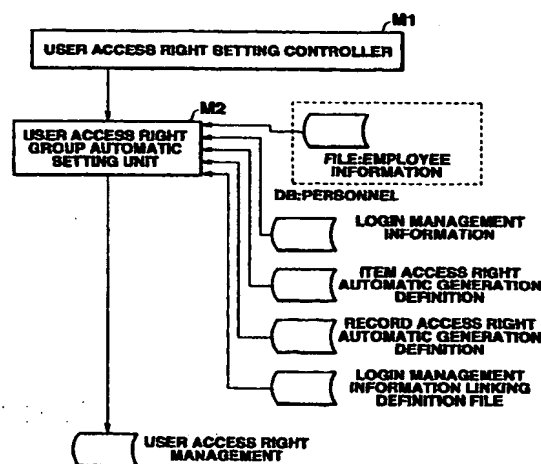 M1
USER ACCESS RIGHT SETTING CONTROLLER
M2
USER ACCESS RIGHT
GROUP AUTOMATIC
SETTING UNIT
FILE:EMPLOYEE
INFORMATION
DB:PERSONNEL
LOGIN MANAGEMENT
INFORMATION
ITEM ACCESS RIGHT
AUTOMATIC GENERATION
DEFINITION
RECORD ACCESS RIGHT
AUTOMATIC GENERATION
DEFINITION
LOGIN MANAGEMENT
INFORMATION LINKING
DEFINITION FILE
USER ACCESS RIGHT
MANAGEMENT